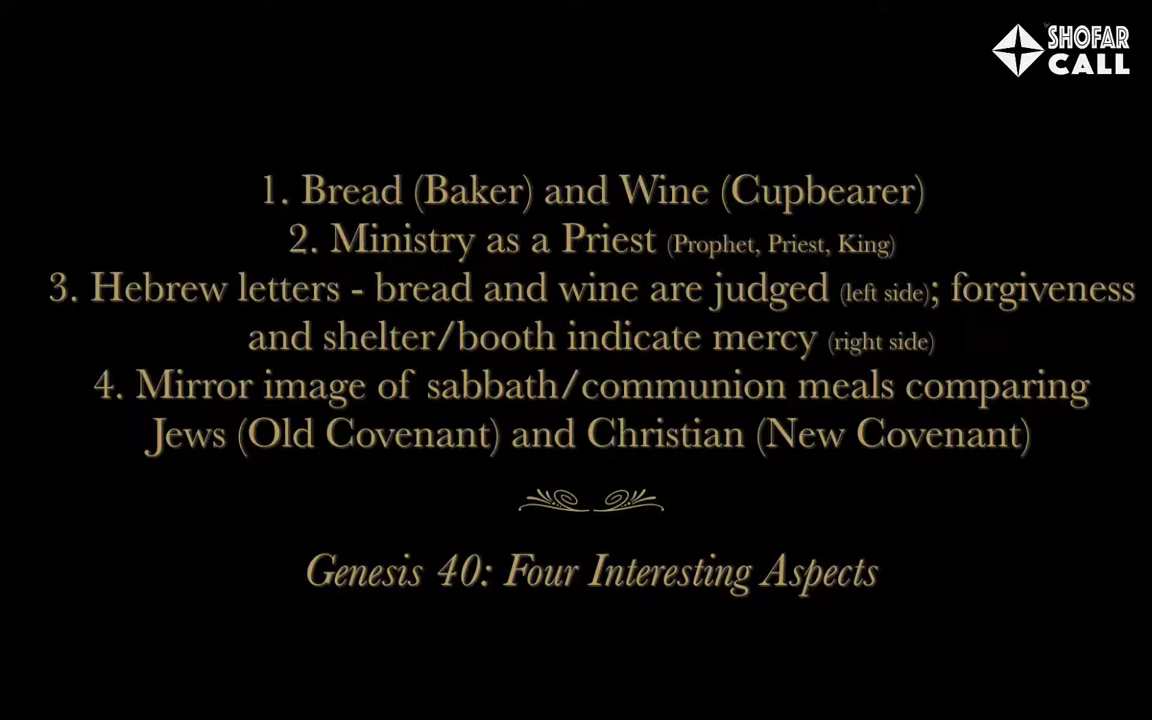 SHOFAR
CALL
1. Bread (Baker) and Wine (Cupbearer)
2. Ministry as a Priest (Prophet, Priest, King)
3. Hebrew letters - bread and wine are judged (left side); forgiveness
and shelter/booth indicate mercy (right side)
4. Mirror image of sabbath/communion meals comparing
Jews (Old Covenant) and Christian (New Covenant)
Genesis 40: Four Interesting Aspects